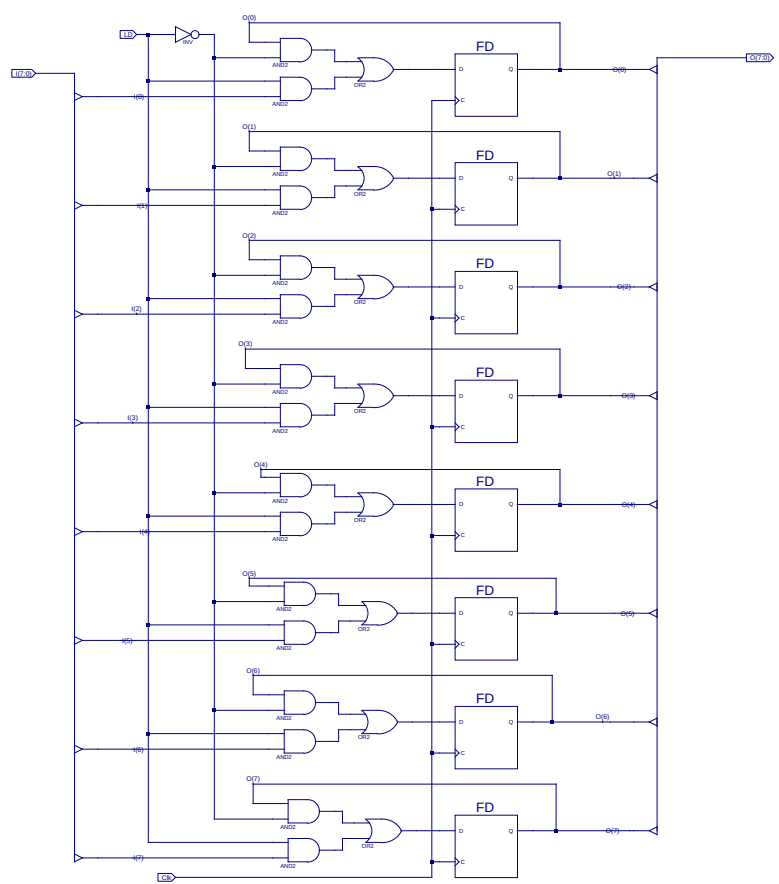 O(0)
LD
INV
FD
I(7:0)
O(7:0)
AND2
D
Q
O(0)
OR2
I(0)
AND2
C
O(1)
FD
AND2
D
Q
O(1)
OR2
I(1)
AND2
C
O(2)
FD
AND2
D
Q
O(2)
OR2
I(2)
AND2
C
O(3)
FD
AND2
D
Q
O(3)
OR2
I(3)
AND2
C
O(4)
FD
AND2
D
Q
O(4)
OR2
I(4)
AND2
C
O(5)
FD
AND2
D
Q
O(5)
OR2
I(5)
AND2
C
O(6)
FD
AND2
D
Q
O(6)
OR2
I(6)
AND2
C
O(7)
FD
AND2
D
Q
O(7)
OR2
I(7)
AND2
C
Clk